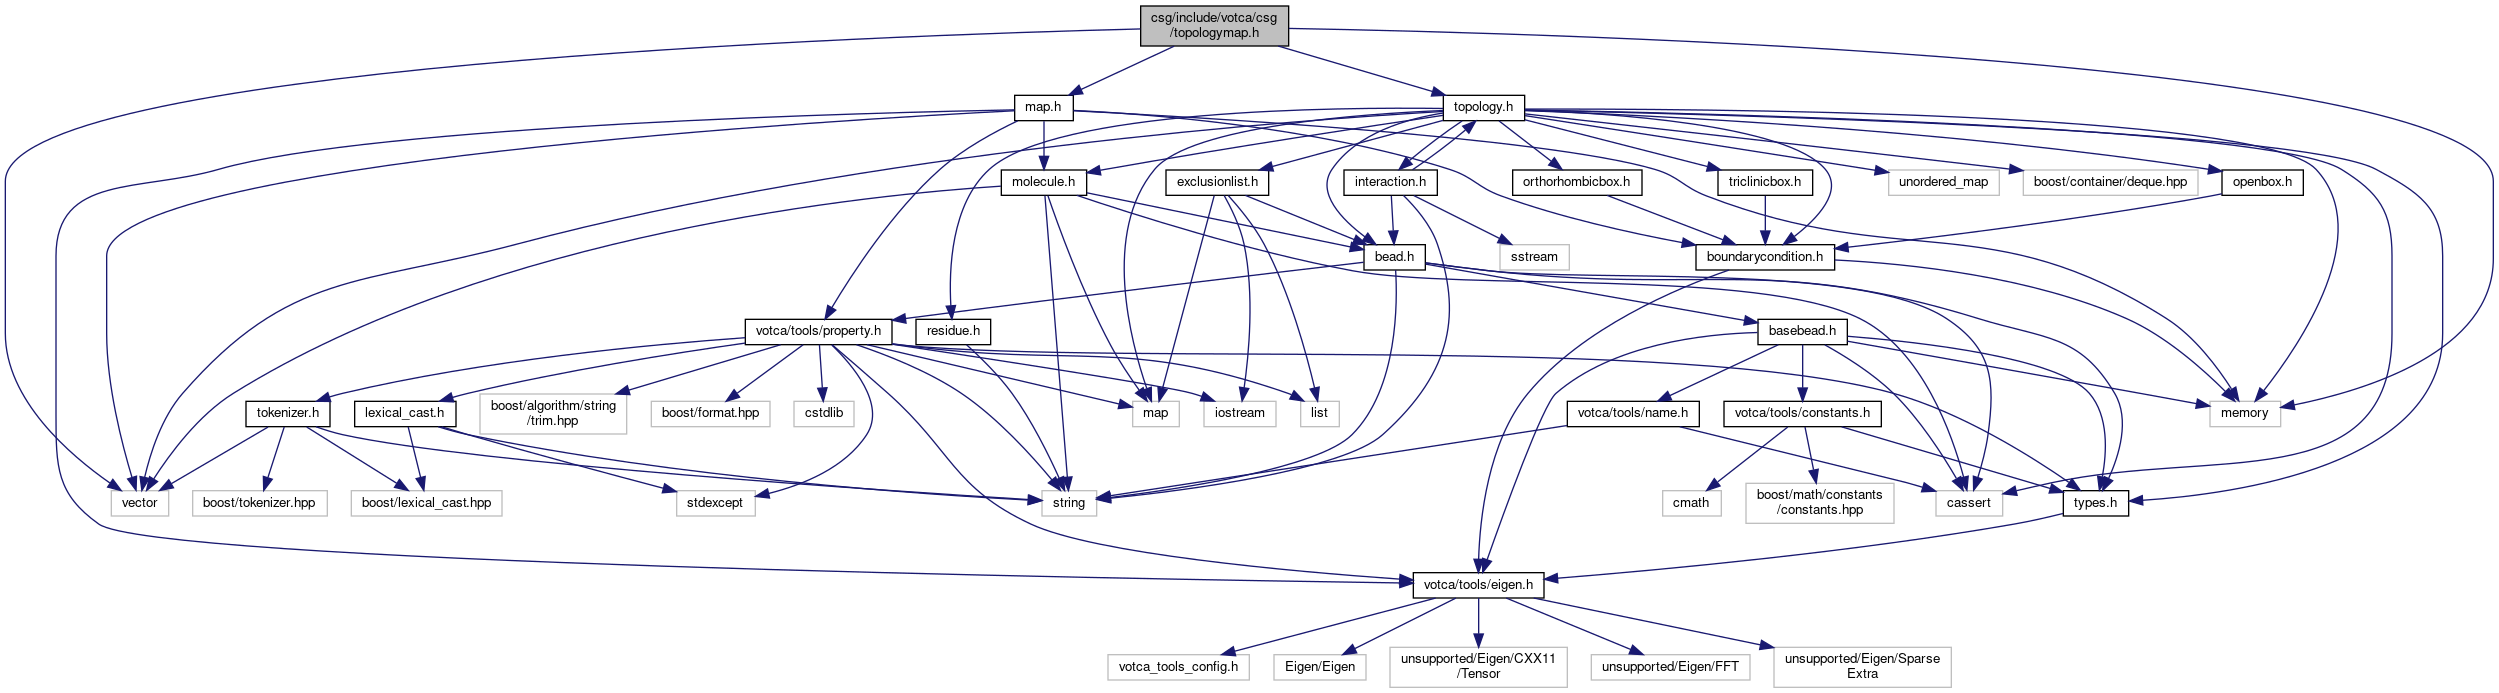 csg/include/votca/csg
/topologymap.h
map.h
topology.h
molecule.h
exclusionlist.h
interaction.h
orthorhombicbox.h
triclinicbox.h
unordered_map
boost/container/deque.hpp
openbox.h
bead.h
sstream
boundarycondition.h
votca/tools/property.h
residue.h
basebead.h
tokenizer.h
lexical_cast.h
boost/algorithm/string
/trim.hpp
boost/format.hpp
cstdlib
map
iostream
list
votca/tools/name.h
votca/tools/constants.h
memory
vector
boost/tokenizer.hpp
boost/lexical_cast.hpp
stdexcept
string
cmath
boost/math/constants
/constants.hpp
cassert
types.h
votca/tools/eigen.h
votca_tools_config.h
Eigen/Eigen
unsupported/Eigen/CXX11
/Tensor
unsupported/Eigen/FFT
unsupported/Eigen/Sparse
Extra